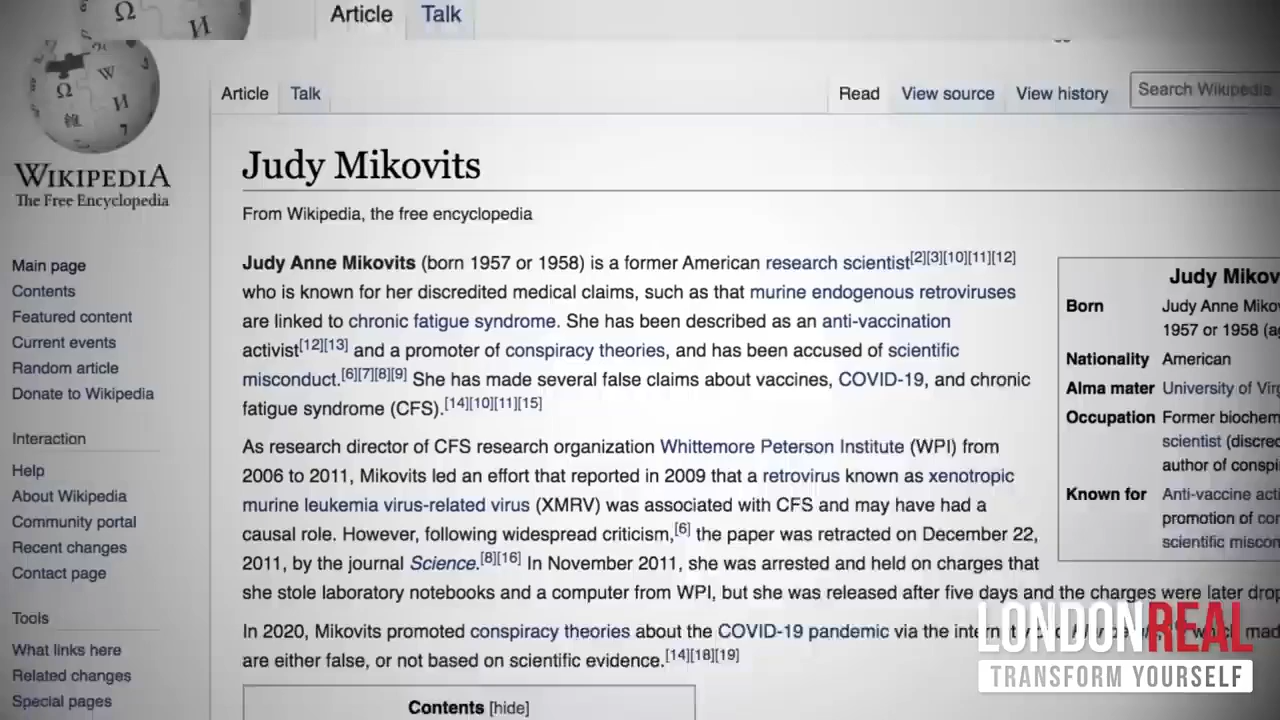 Article Talk
Article Talk Read View source View history Search Wikipedia
WIKIPEDIA
The Free Encyclopedia
Judy Mikovits
From Wikipedia, the free encyclopedia
Main page
Contents
Featured content
Current events
Random article
Donate to Wikipedia
Interaction
Help
About Wikipedia
Community portal
Recent changes
Contact page
Tools
What links here
Related changes
Special pages
Judy Anne Mikovits (born 1957 or 1958) is a former American research scientist[2][3][10][11][12]
who is known for her discredited medical claims, such as that murine endogenous retroviruses
are linked to chronic fatigue syndrome. She has been described as an anti-vaccination
activist[12][13] and a promoter of conspiracy theories, and has been accused of scientific
misconduct.[6][7][8][9] She has made several false claims about vaccines, COVID-19, and chronic
fatigue syndrome (CFS).[14][10][11][15]
As research director of CFS research organization Whittemore Peterson Institute (WPI) from
2006 to 2011, Mikovits led an effort that reported in 2009 that a retrovirus known as xenotropic
murine leukemia virus-related virus (XMRV) was associated with CFS and may have had a
causal role. However, following widespread criticism,[6] the paper was retracted on December 22,
2011, by the journal Science.[8][16] In November 2011, she was arrested and held on charges that
she stole laboratory notebooks and a computer from WPI, but she was released after five days and the charges were later drop
In 2020, Mikovits promoted conspiracy theories about the COVID-19 pandemic via the
are either false, or not based on scientific evidence.[14][18][19]
Contents [hide]
Judy Mikov
Born Judy Anne Mikov
1957 or 1958 (ag
Nationality American
Alma mater University of Virg
Occupation Former biochem
scientist (discred
author of conspi
Known for Anti-vaccine acti
promotion of con
scientific miscon
LONDONREAL
TRANSFORM YOURSELF